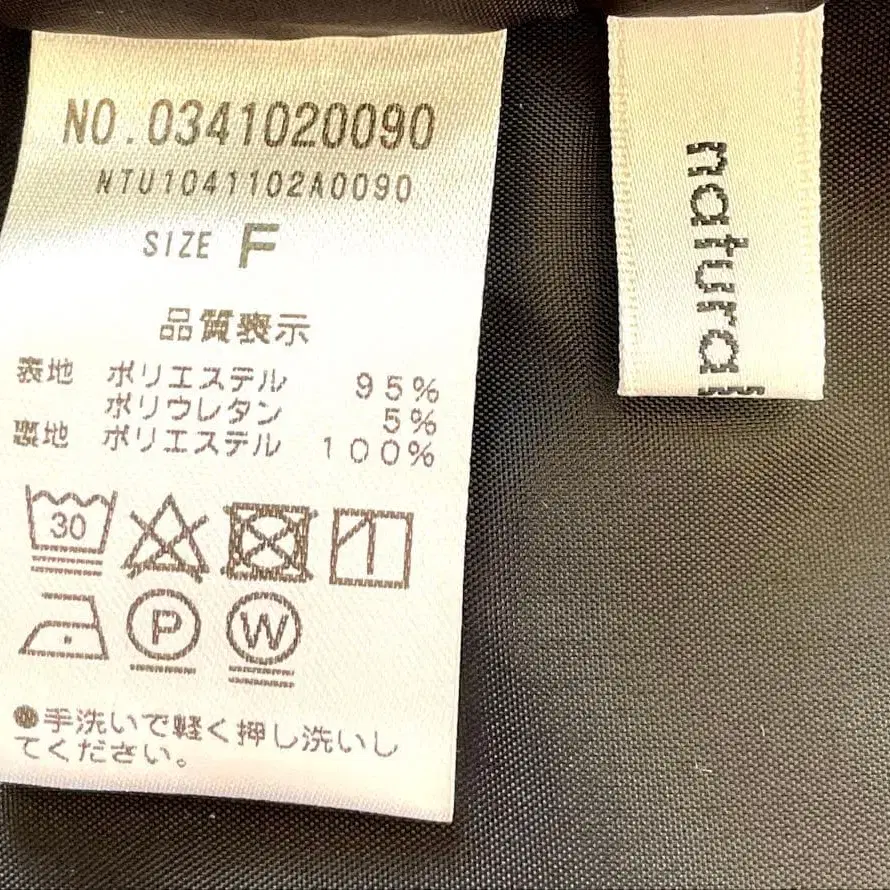 NO.0341020090
NTU1041102A0090
SIZE F
品質表示
表地 ポリエステル 95%
ポリウレタン 5%
裏地 ポリエステル 100%
30
P
W
●手洗いで軽く押し洗いし
てください。
natural